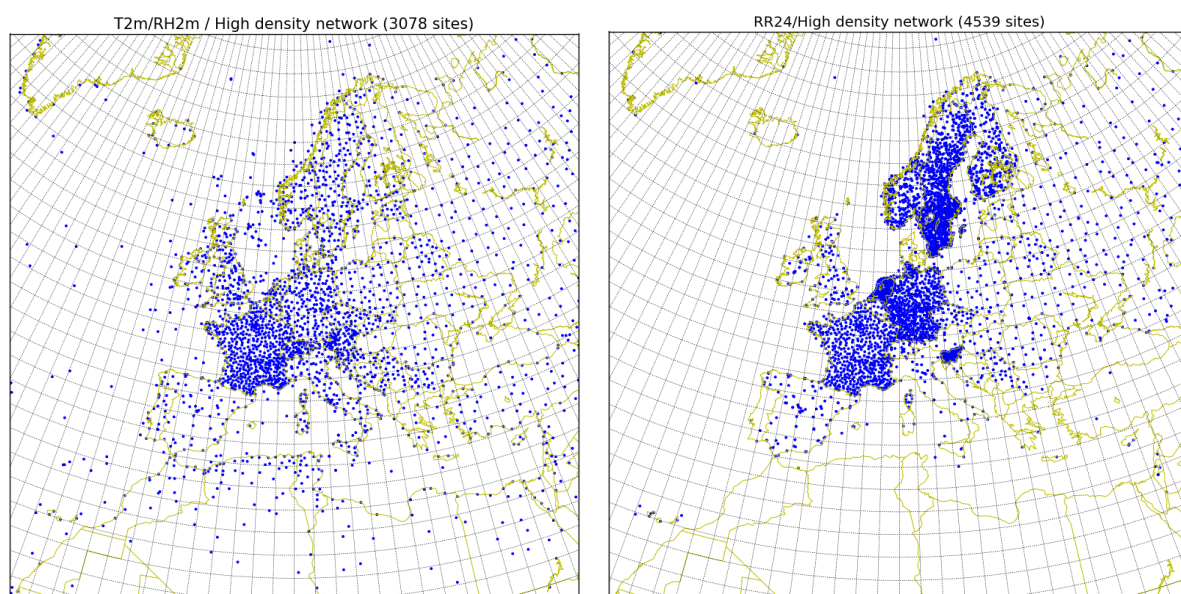 T2m/RH2m / High density network (3078 sites)
RR24/High density network (4539 sites)